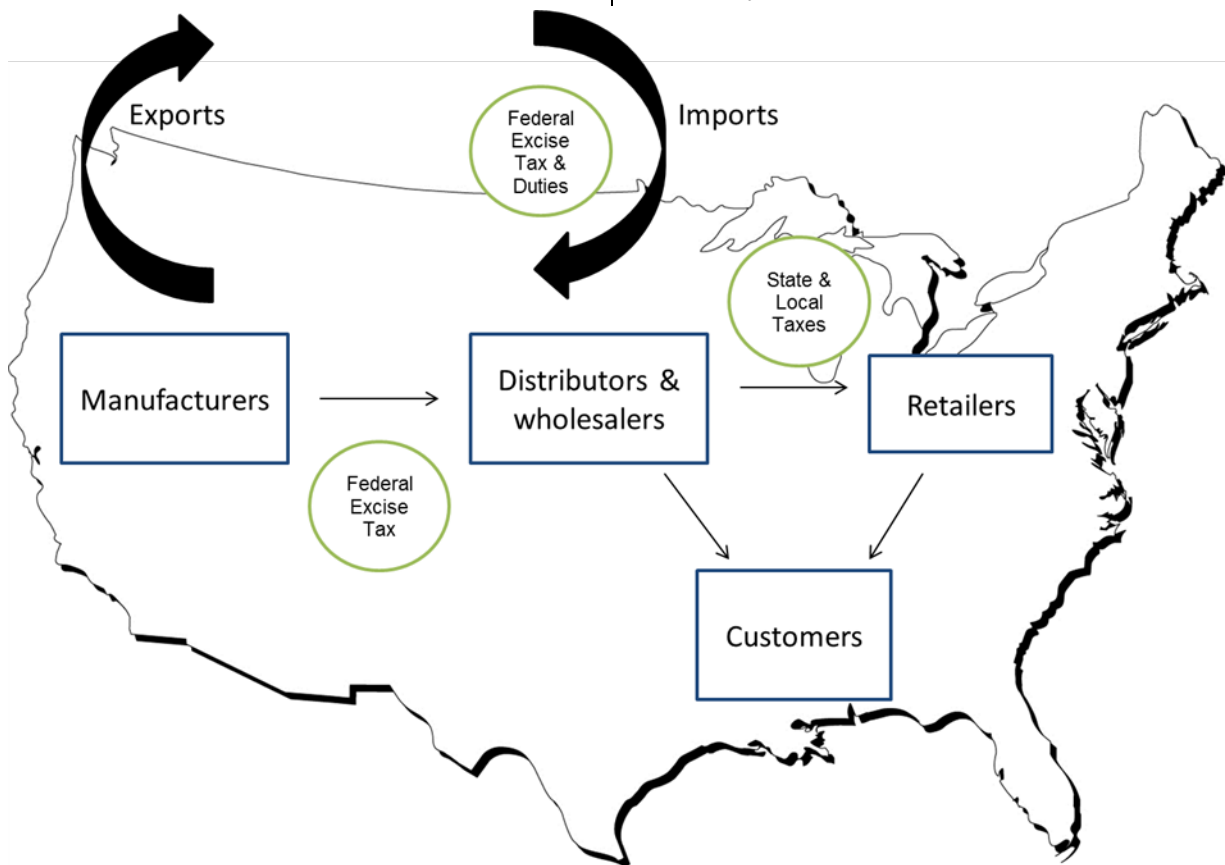 Exports
Federal
Excise
Tax &
Duties
Imports
State &
Local
Taxes
Manufacturers
Distributors &
wholesalers
Retailers
Federal
Excise
Tax
Customers